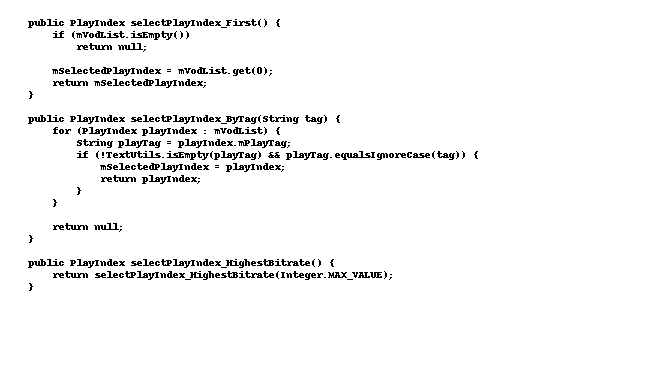 public PlayIndex selectPlayIndex_First() {
    if (mVodList.isEmpty())
        return null;

    mSelectedPlayIndex = mVodList.get(0);
    return mSelectedPlayIndex;
}

public PlayIndex selectPlayIndex_ByTag(String tag) {
    for (PlayIndex playIndex : mVodList) {
        String playTag = playIndex.mPlayTag;
        if (!TextUtils.isEmpty(playTag) && playTag.equalsIgnoreCase(tag)) {
            mSelectedPlayIndex = playIndex;
            return playIndex;
        }
    }

    return null;
}

public PlayIndex selectPlayIndex_HighestBitrate() {
    return selectPlayIndex_HighestBitrate(Integer.MAX_VALUE);
}